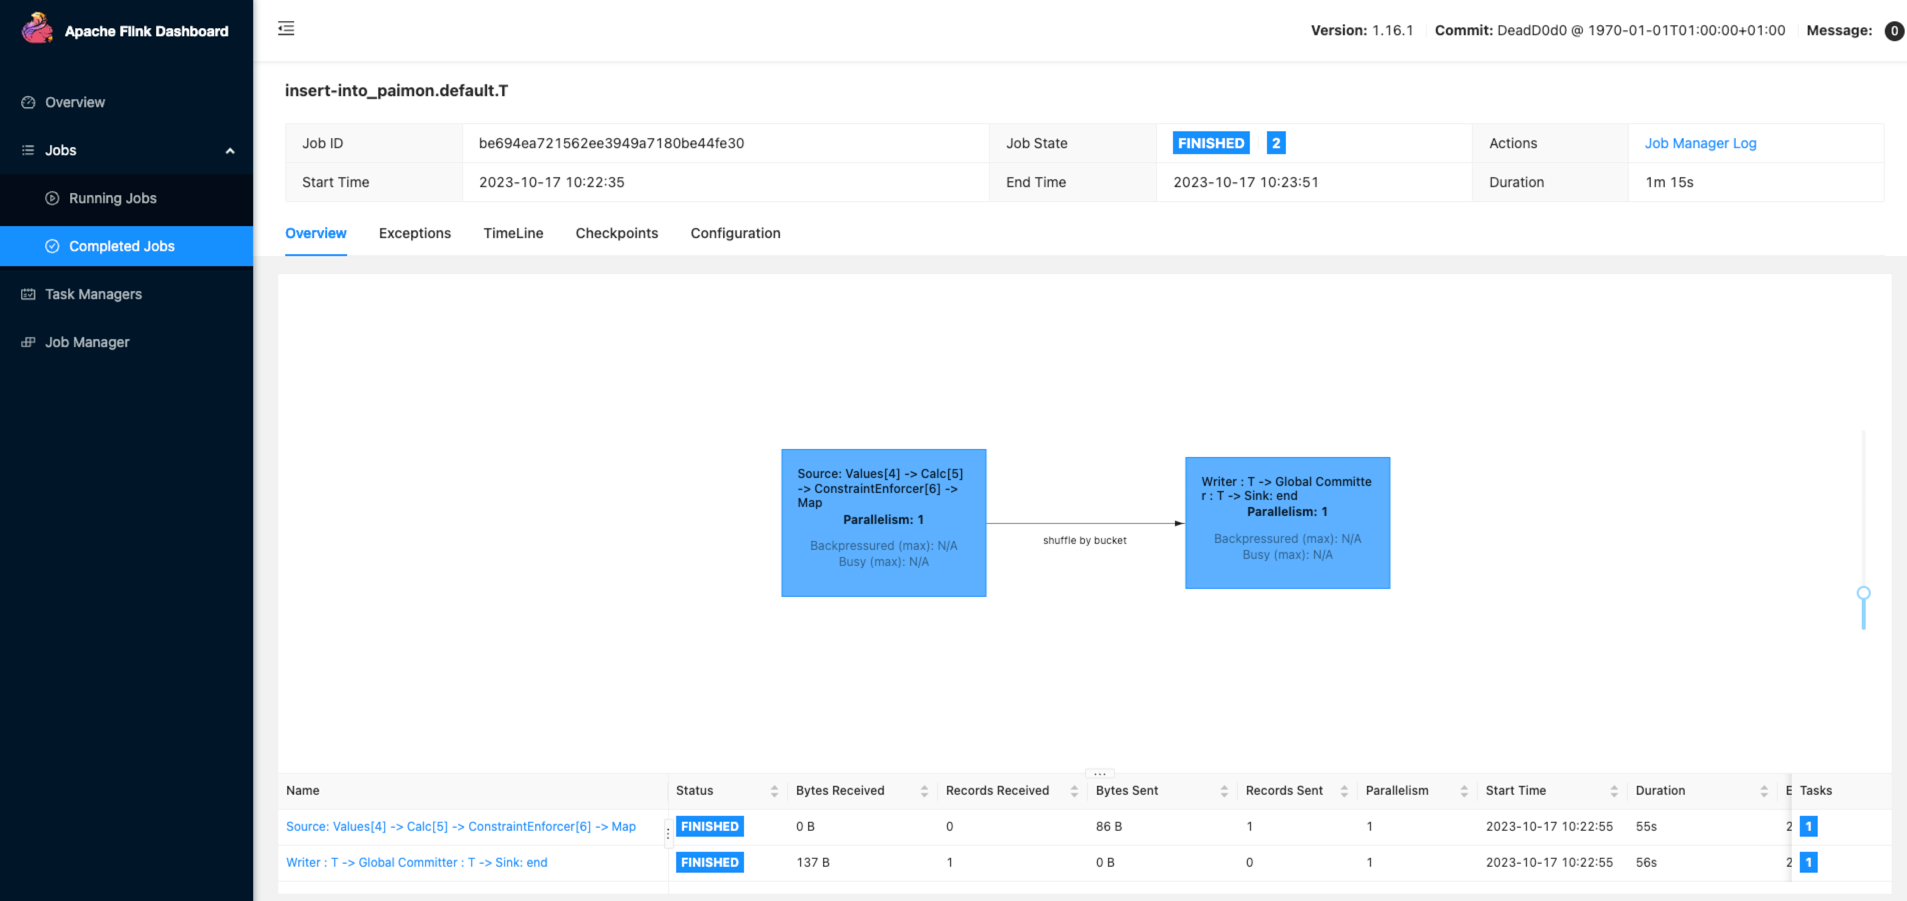 Apache Flink Dashboard
Version: 1.16.1 Commit: DeadD0d0 @ 1970-01-01T01:00:00+01:00 Message: 0
Overview
Jobs
Running Jobs
Completed Jobs
Task Managers
Job Manager
insert-into_paimon.default.T
Job ID be694ea721562ee3949a7180be44fe30 Job State FINISHED 2 Actions Job Manager Log
Start Time 2023-10-17 10:22:35 End Time 2023-10-17 10:23:51 Duration 1m 15s
Overview Exceptions TimeLine Checkpoints Configuration
Source: Values[4] -> Calc[5]
-> ConstraintEnforcer[6] ->
Map
Parallelism: 1
Backpressured (max): N/A
Busy (max): N/A
shuffle by bucket
Writer : T -> Global Committe
r : T -> Sink: end
Parallelism: 1
Backpressured (max): N/A
Busy (max): N/A
Name Status Bytes Received Records Received Bytes Sent Records Sent Parallelism Start Time Duration E Tasks
Source: Values[4] -> Calc[5] -> ConstraintEnforcer[6] -> Map FINISHED 0 B 0 86 B 1 1 2023-10-17 10:22:55 55s 2 1
Writer : T -> Global Committer : T -> Sink: end FINISHED 137 B 1 0 B 0 1 2023-10-17 10:22:55 56s 2 1